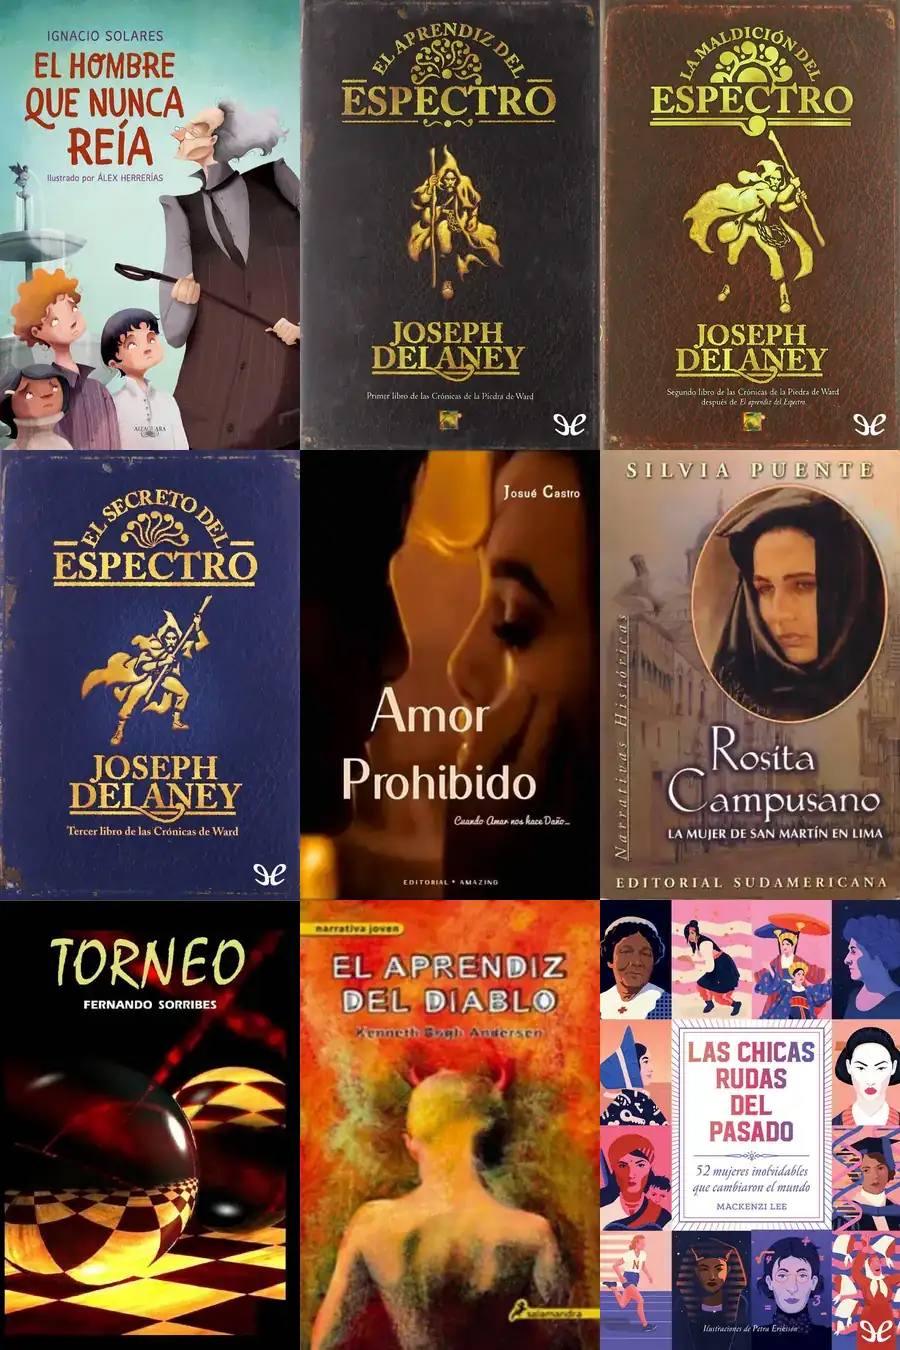 IGNACIO SOLARES
EL HOMBRE
QUE NUNCA
REÍA
Ilustrado por ÁLEX HERRERÍAS
ALFAGUARA
EL APRENDIZ DEL
ESPECTRO
JOSEPH
DELANEY
Primer libro de las Crónicas de la Piedra de Ward
LA MALDICIÓN DEL
ESPECTRO
JOSEPH
DELANEY
Segundo libro de las Crónicas de la Piedra de Ward
después de El aprendiz del Espectro
EL SECRETO DEL
ESPECTRO
JOSEPH
DELANEY
Tercer libro de las Crónicas de Ward
Josué Castro
Amor
Prohibido
Cuando Amar nos hace Daño...
EDITORIAL * AMAZING
SILVIA PUENTE
Narrativas Históricas
Rosita
Campusano
LA MUJER DE SAN MARTÍN EN LIMA
EDITORIAL SUDAMERICANA
TORNEO
FERNANDO SORRIBES
narrativa joven
EL APRENDIZ
DEL DIABLO
Kenneth Bøgh Andersen
salamandra
LAS CHICAS
RUDAS
DEL
PASADO
52 mujeres inolvidables
que cambiaron el mundo
MACKENZI LEE
N
Ilustraciones de Petra Eriksson